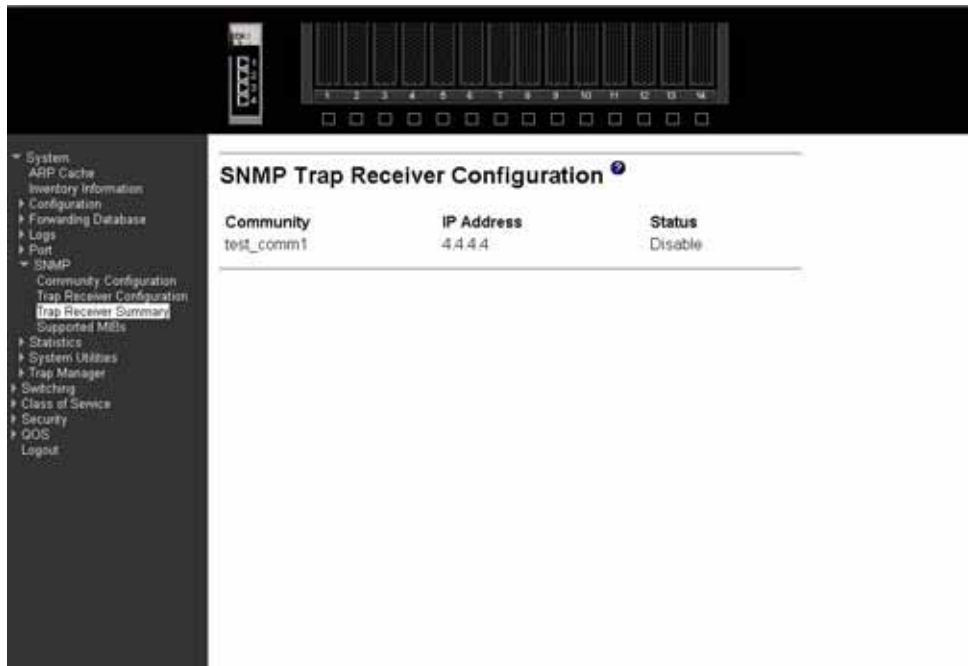 1 2 3 4 5 6 7 8 9 10 11 12 13 14
System
ARP Cache
Inventory Information
Configuration
Forwarding Database
Logs
Port
SNMP
Community Configuration
Trap Receiver Configuration
Trap Receiver Summary
Supported MIBs
Statistics
System Utilities
Trap Manager
Switching
Class of Service
Security
QOS
Logout
SNMP Trap Receiver Configuration ?
Community IP Address Status
test_comm1 4.4.4.4 Disable